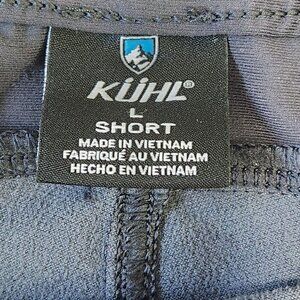 KÜHL®
L
SHORT
MADE IN VIETNAM
FABRIQUÉ AU VIETNAM
HECHO EN VIETNAM